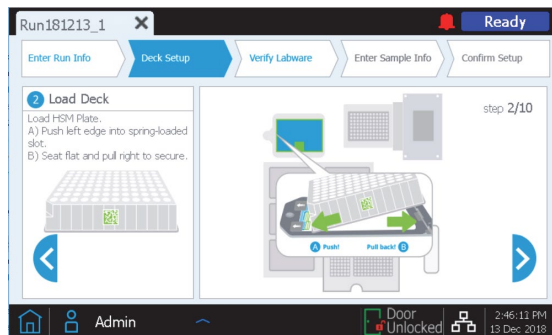 Run181213_1
Ready
Enter Run Info
Deck Setup
Verify Labware
Enter Sample Info
Confirm Setup
2 Load Deck
Load HSM Plate.
A) Push left edge into spring-loaded
slot.
B) Seat flat and pull right to secure.
step 2/10
A Push!
Pull back! B
Admin
Door
Unlocked
2:46:11 PM
13 Dec 2018